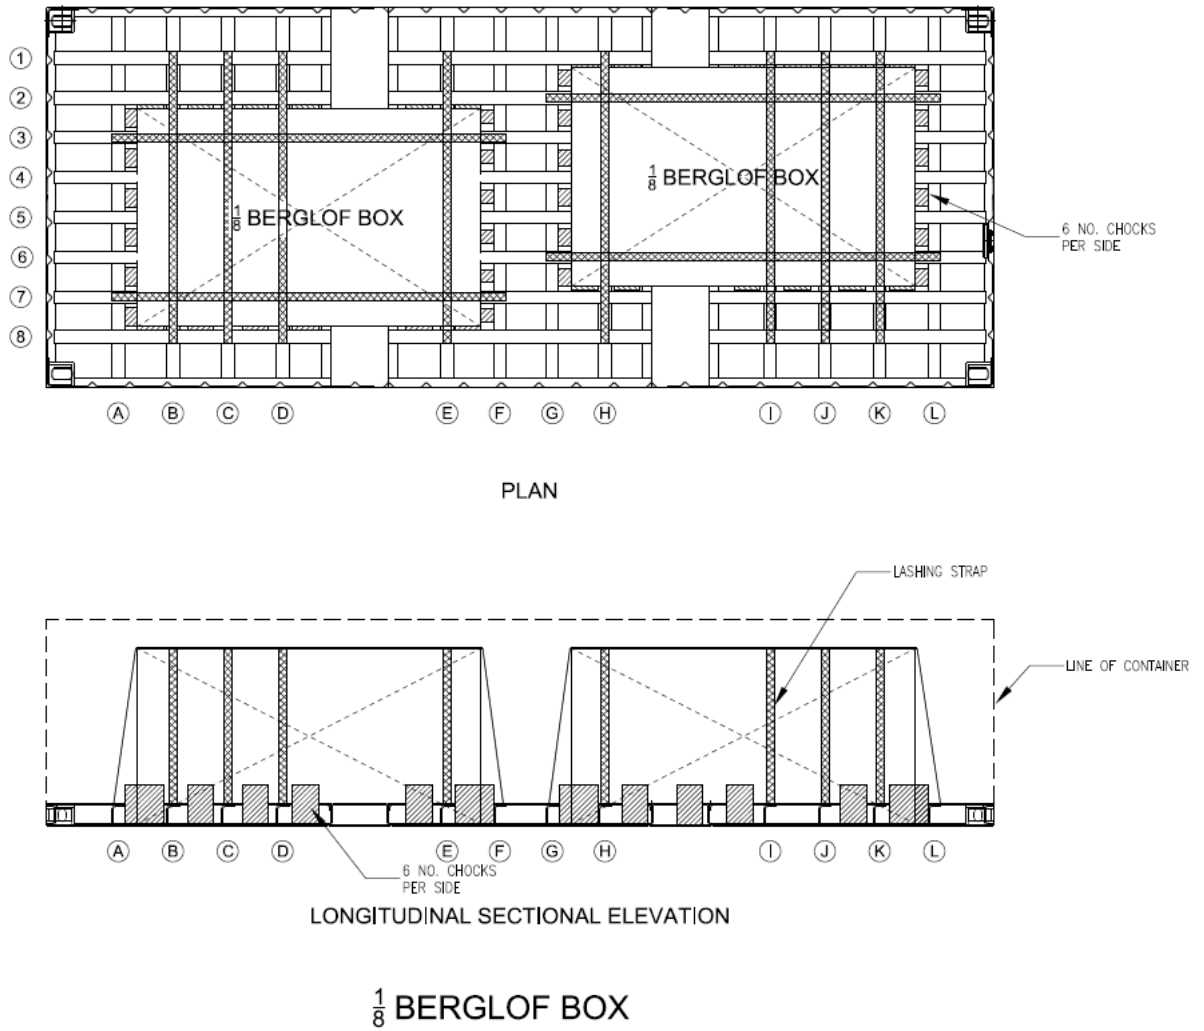 1
2
3
4
5
6
7
8
1/8 BERGLOF BOX
1/8 BERGLOF BOX
6 NO. CHOCKS
PER SIDE
A B C D E F G H I J K L
PLAN
LASHING STRAP
LINE OF CONTAINER
A B C D E F G H I J K L
6 NO. CHOCKS
PER SIDE
LONGITUDINAL SECTIONAL ELEVATION
1/8 BERGLOF BOX